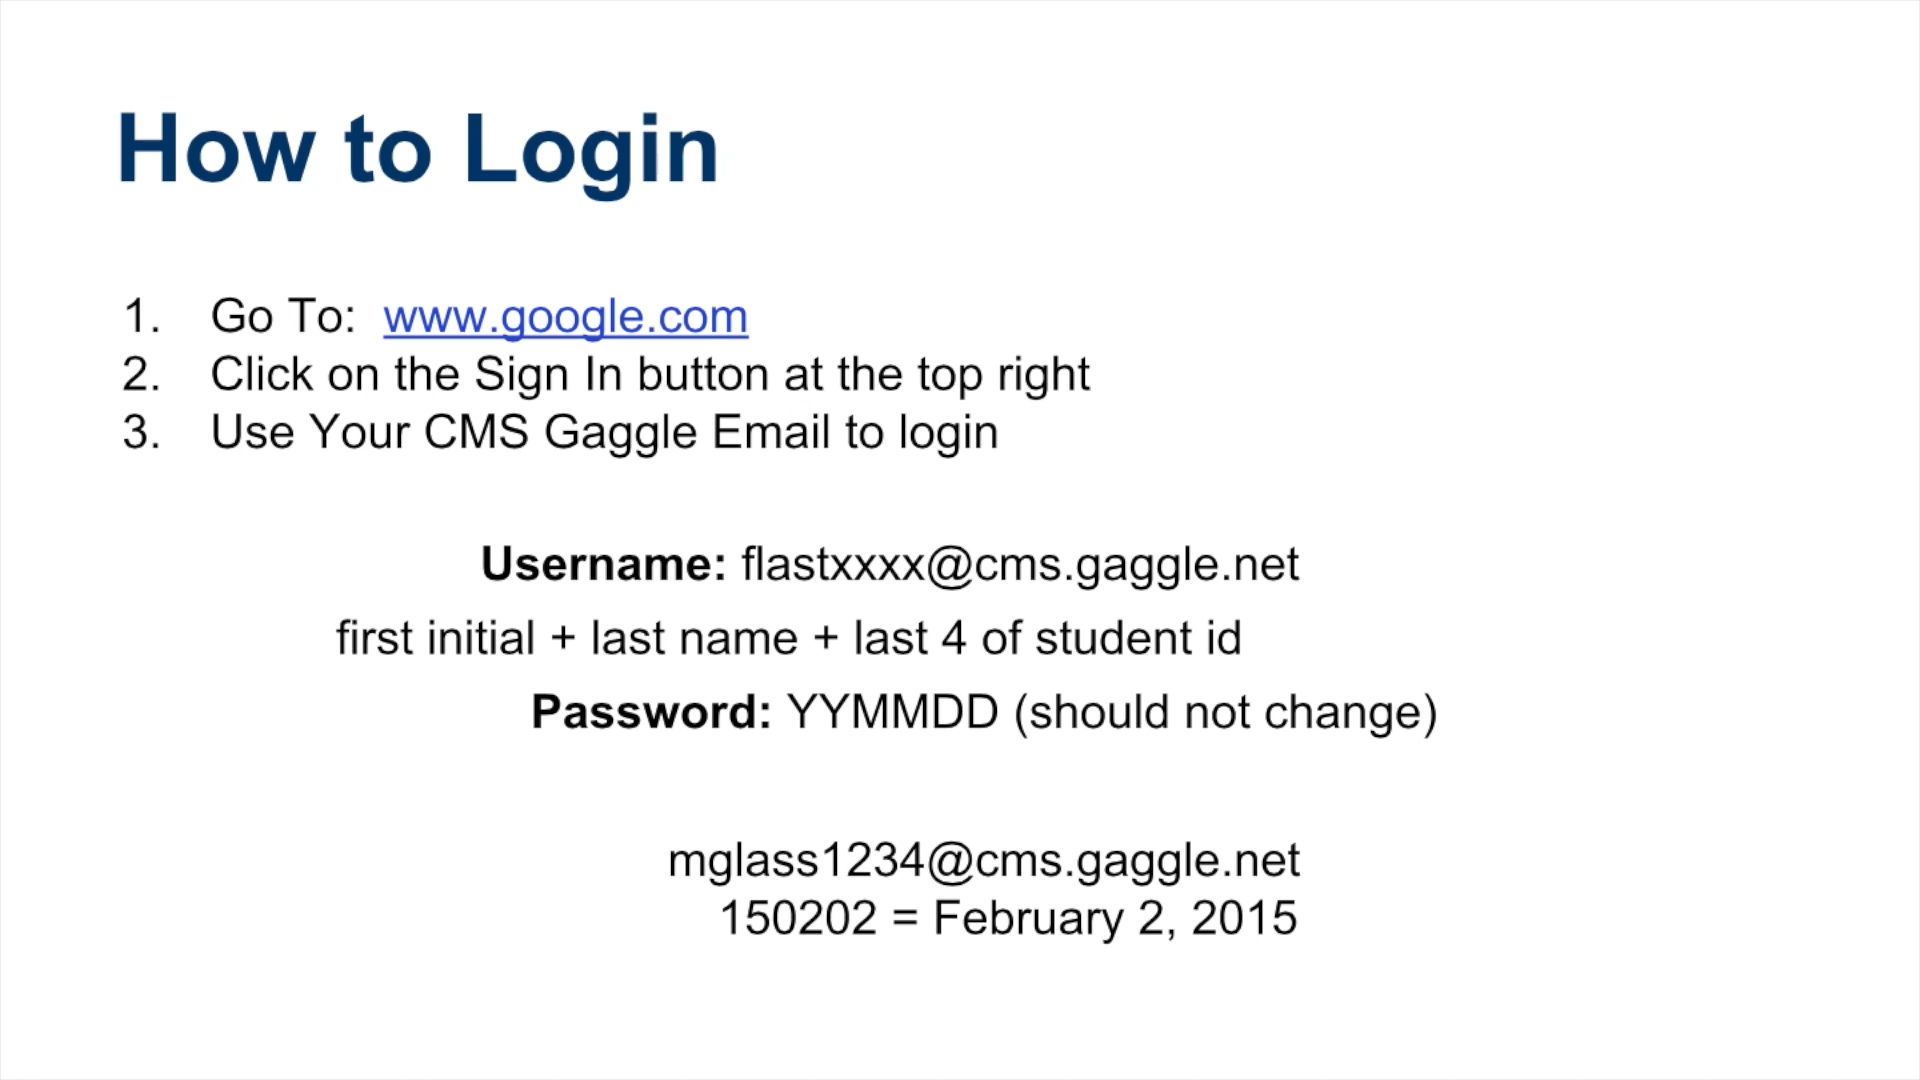 How to Login
1. Go To: www.google.com
2. Click on the Sign In button at the top right
3. Use Your CMS Gaggle Email to login
Username: flastxxxx@cms.gaggle.net
first initial + last name + last 4 of student id
Password: YYMMDD (should not change)
mglass1234@cms.gaggle.net
150202 = February 2, 2015